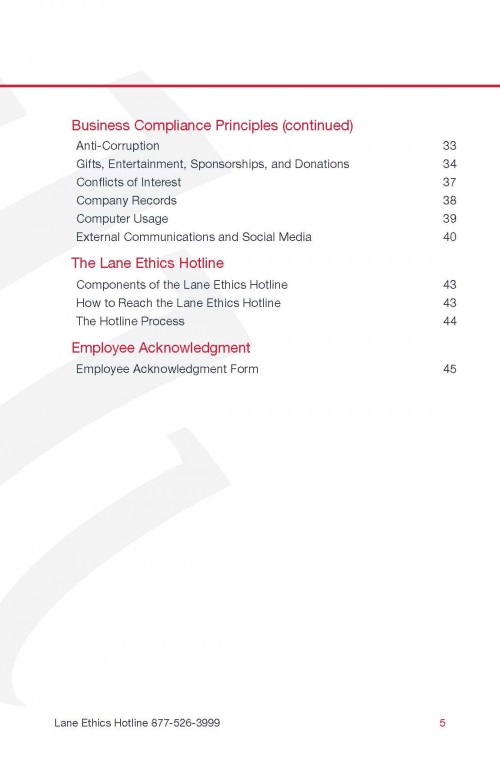 Business Compliance Principles (continued)
Anti-Corruption 33
Gifts, Entertainment, Sponsorships, and Donations 34
Conflicts of Interest 37
Company Records 38
Computer Usage 39
External Communications and Social Media 40
The Lane Ethics Hotline
Components of the Lane Ethics Hotline 43
How to Reach the Lane Ethics Hotline 43
The Hotline Process 44
Employee Acknowledgment
Employee Acknowledgment Form 45
Lane Ethics Hotline 877-526-3999 5